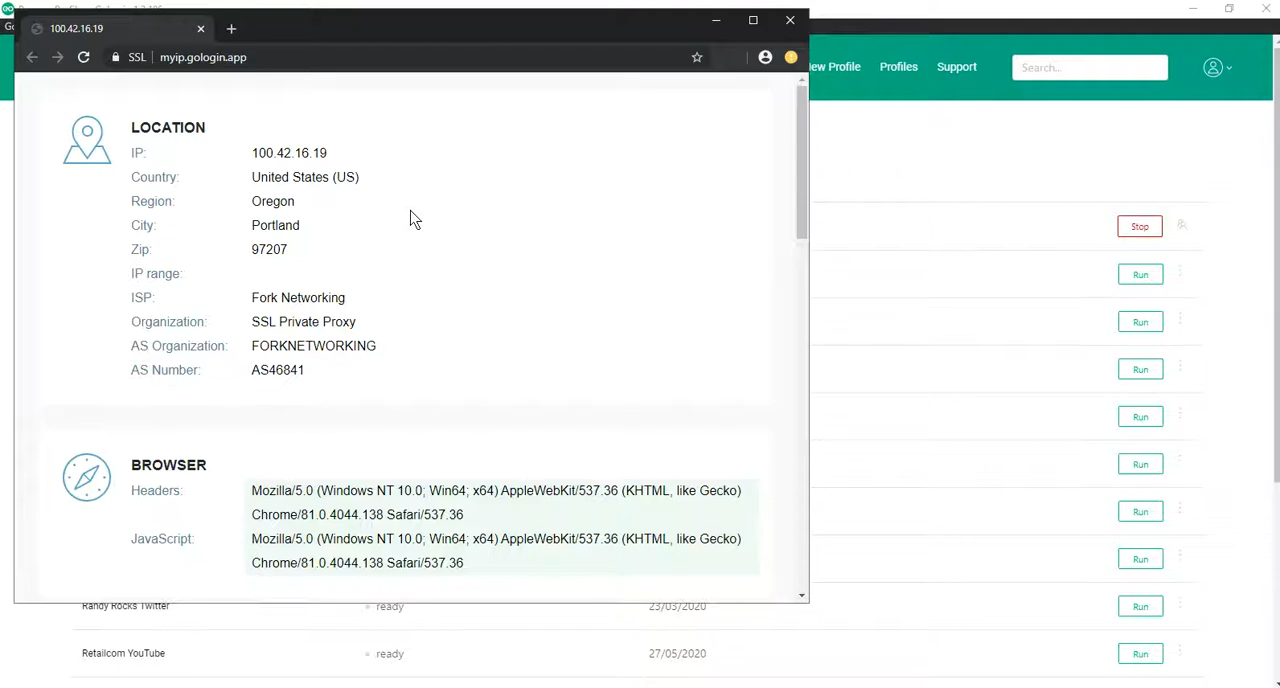 100.42.16.19
SSL
myip.gologin.app
Profile
Profiles
Support
Search...
LOCATION
IP: 100.42.16.19
Country: United States (US)
Region: Oregon
City: Portland
Zip: 97207
IP range:
ISP: Fork Networking
Organization: SSL Private Proxy
AS Organization: FORKNETWORKING
AS Number: AS46841
BROWSER
Headers: Mozilla/5.0 (Windows NT 10.0; Win64; x64) AppleWebKit/537.36 (KHTML, like Gecko)
Chrome/81.0.4044.138 Safari/537.36
JavaScript: Mozilla/5.0 (Windows NT 10.0; Win64; x64) AppleWebKit/537.36 (KHTML, like Gecko)
Chrome/81.0.4044.138 Safari/537.36
Stop
Run
Run
Run
Run
Run
Run
Run
Randy Rocks Twitter ready 23/03/2020 Run
Retailcom YouTube ready 27/05/2020 Run